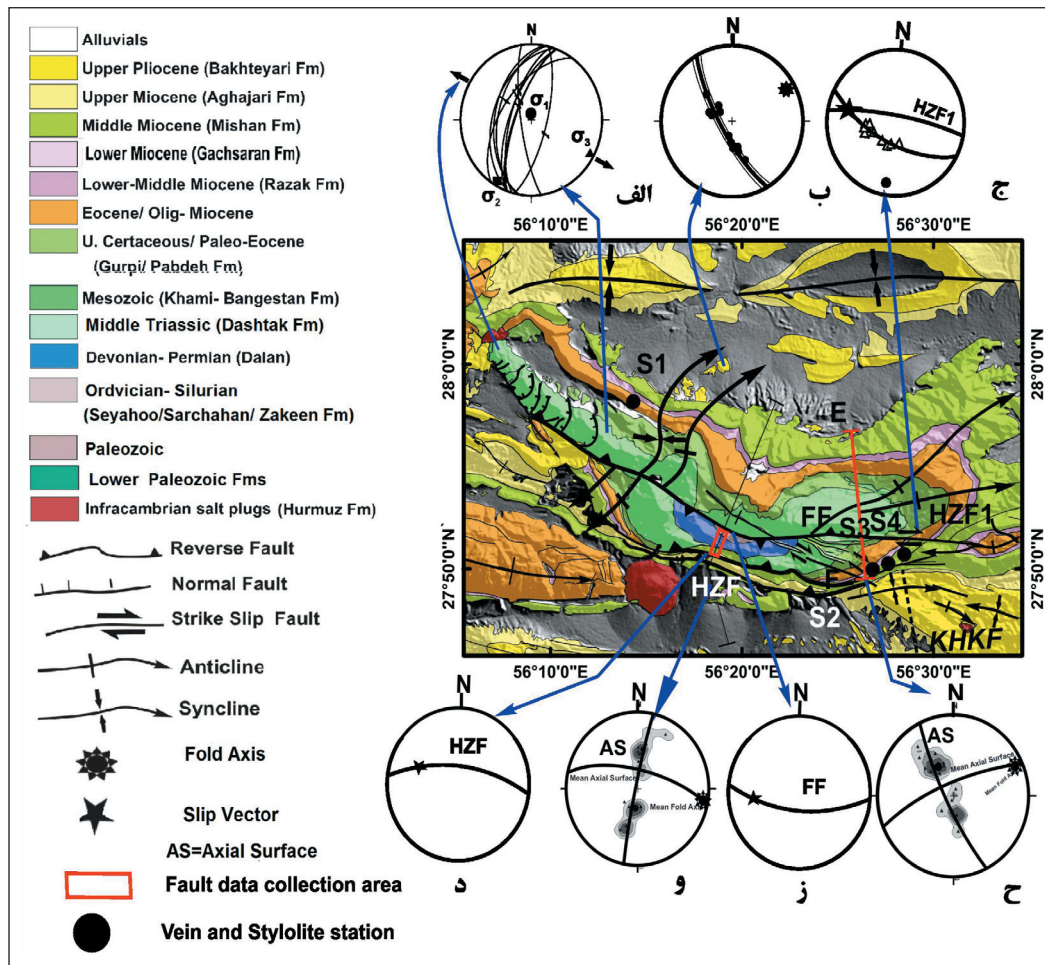 Alluvials
Upper Pliocene (Bakhteyari Fm)
Upper Miocene (Aghajari Fm)
Middle Miocene (Mishan Fm)
Lower Miocene (Gachsaran Fm)
Lower-Middle Miocene (Razak Fm)
Eocene/ Olig- Miocene
U. Certaceous/ Paleo-Eocene
(Gurpi/ Pabdeh Fm)
Mesozoic (Khami- Bangestan Fm)
Middle Triassic (Dashtak Fm)
Devonian- Permian (Dalan)
Ordvician- Silurian
(Seyahoo/Sarchahan/ Zakeen Fm)
Paleozoic
Lower Paleozoic Fms
Infracambrian salt plugs (Hurmuz Fm)
Reverse Fault
Normal Fault
Strike Slip Fault
Anticline
Syncline
Fold Axis
Slip Vector
AS=Axial Surface
Fault data collection area
Vein and Stylolite station
N
σ1
σ2
σ3
الف
N
ب
N
HZF1
ج
56°10'0"E
56°20'0"E
56°30'0"E
28°0'0"N
27°50'0"N
S1
E
FF
S3
S4
HZF1
HZF
F
S2
KHKF
56°10'0"E
56°20'0"E
56°30'0"E
N
HZF
د
N
AS
Mean Axial Surface
Mean Fold Axis
و
N
FF
ز
N
AS
Mean Axial Surface
Mean Fold Axis
ح